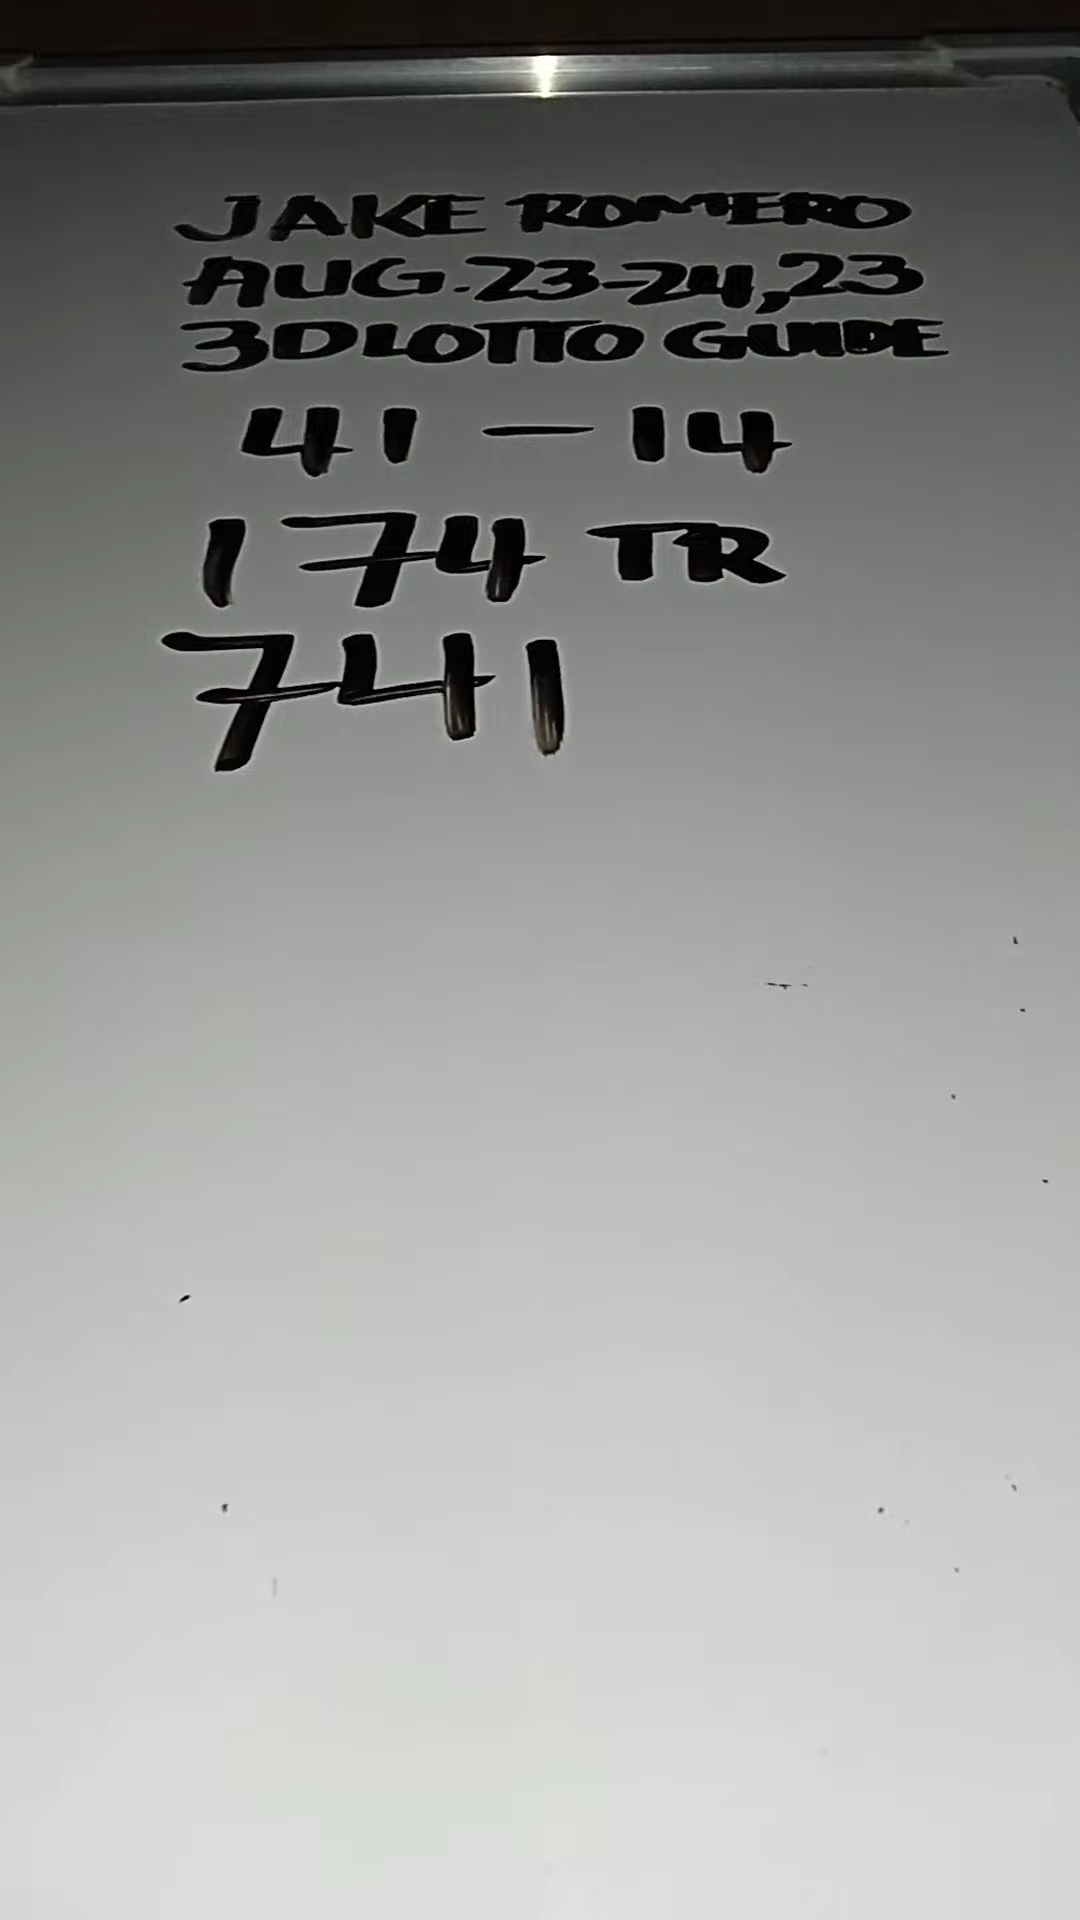 JAKE ROMERO
AUG. 23-24, 23
3D LOTTO GUIDE
41 — 14
174 TR
741